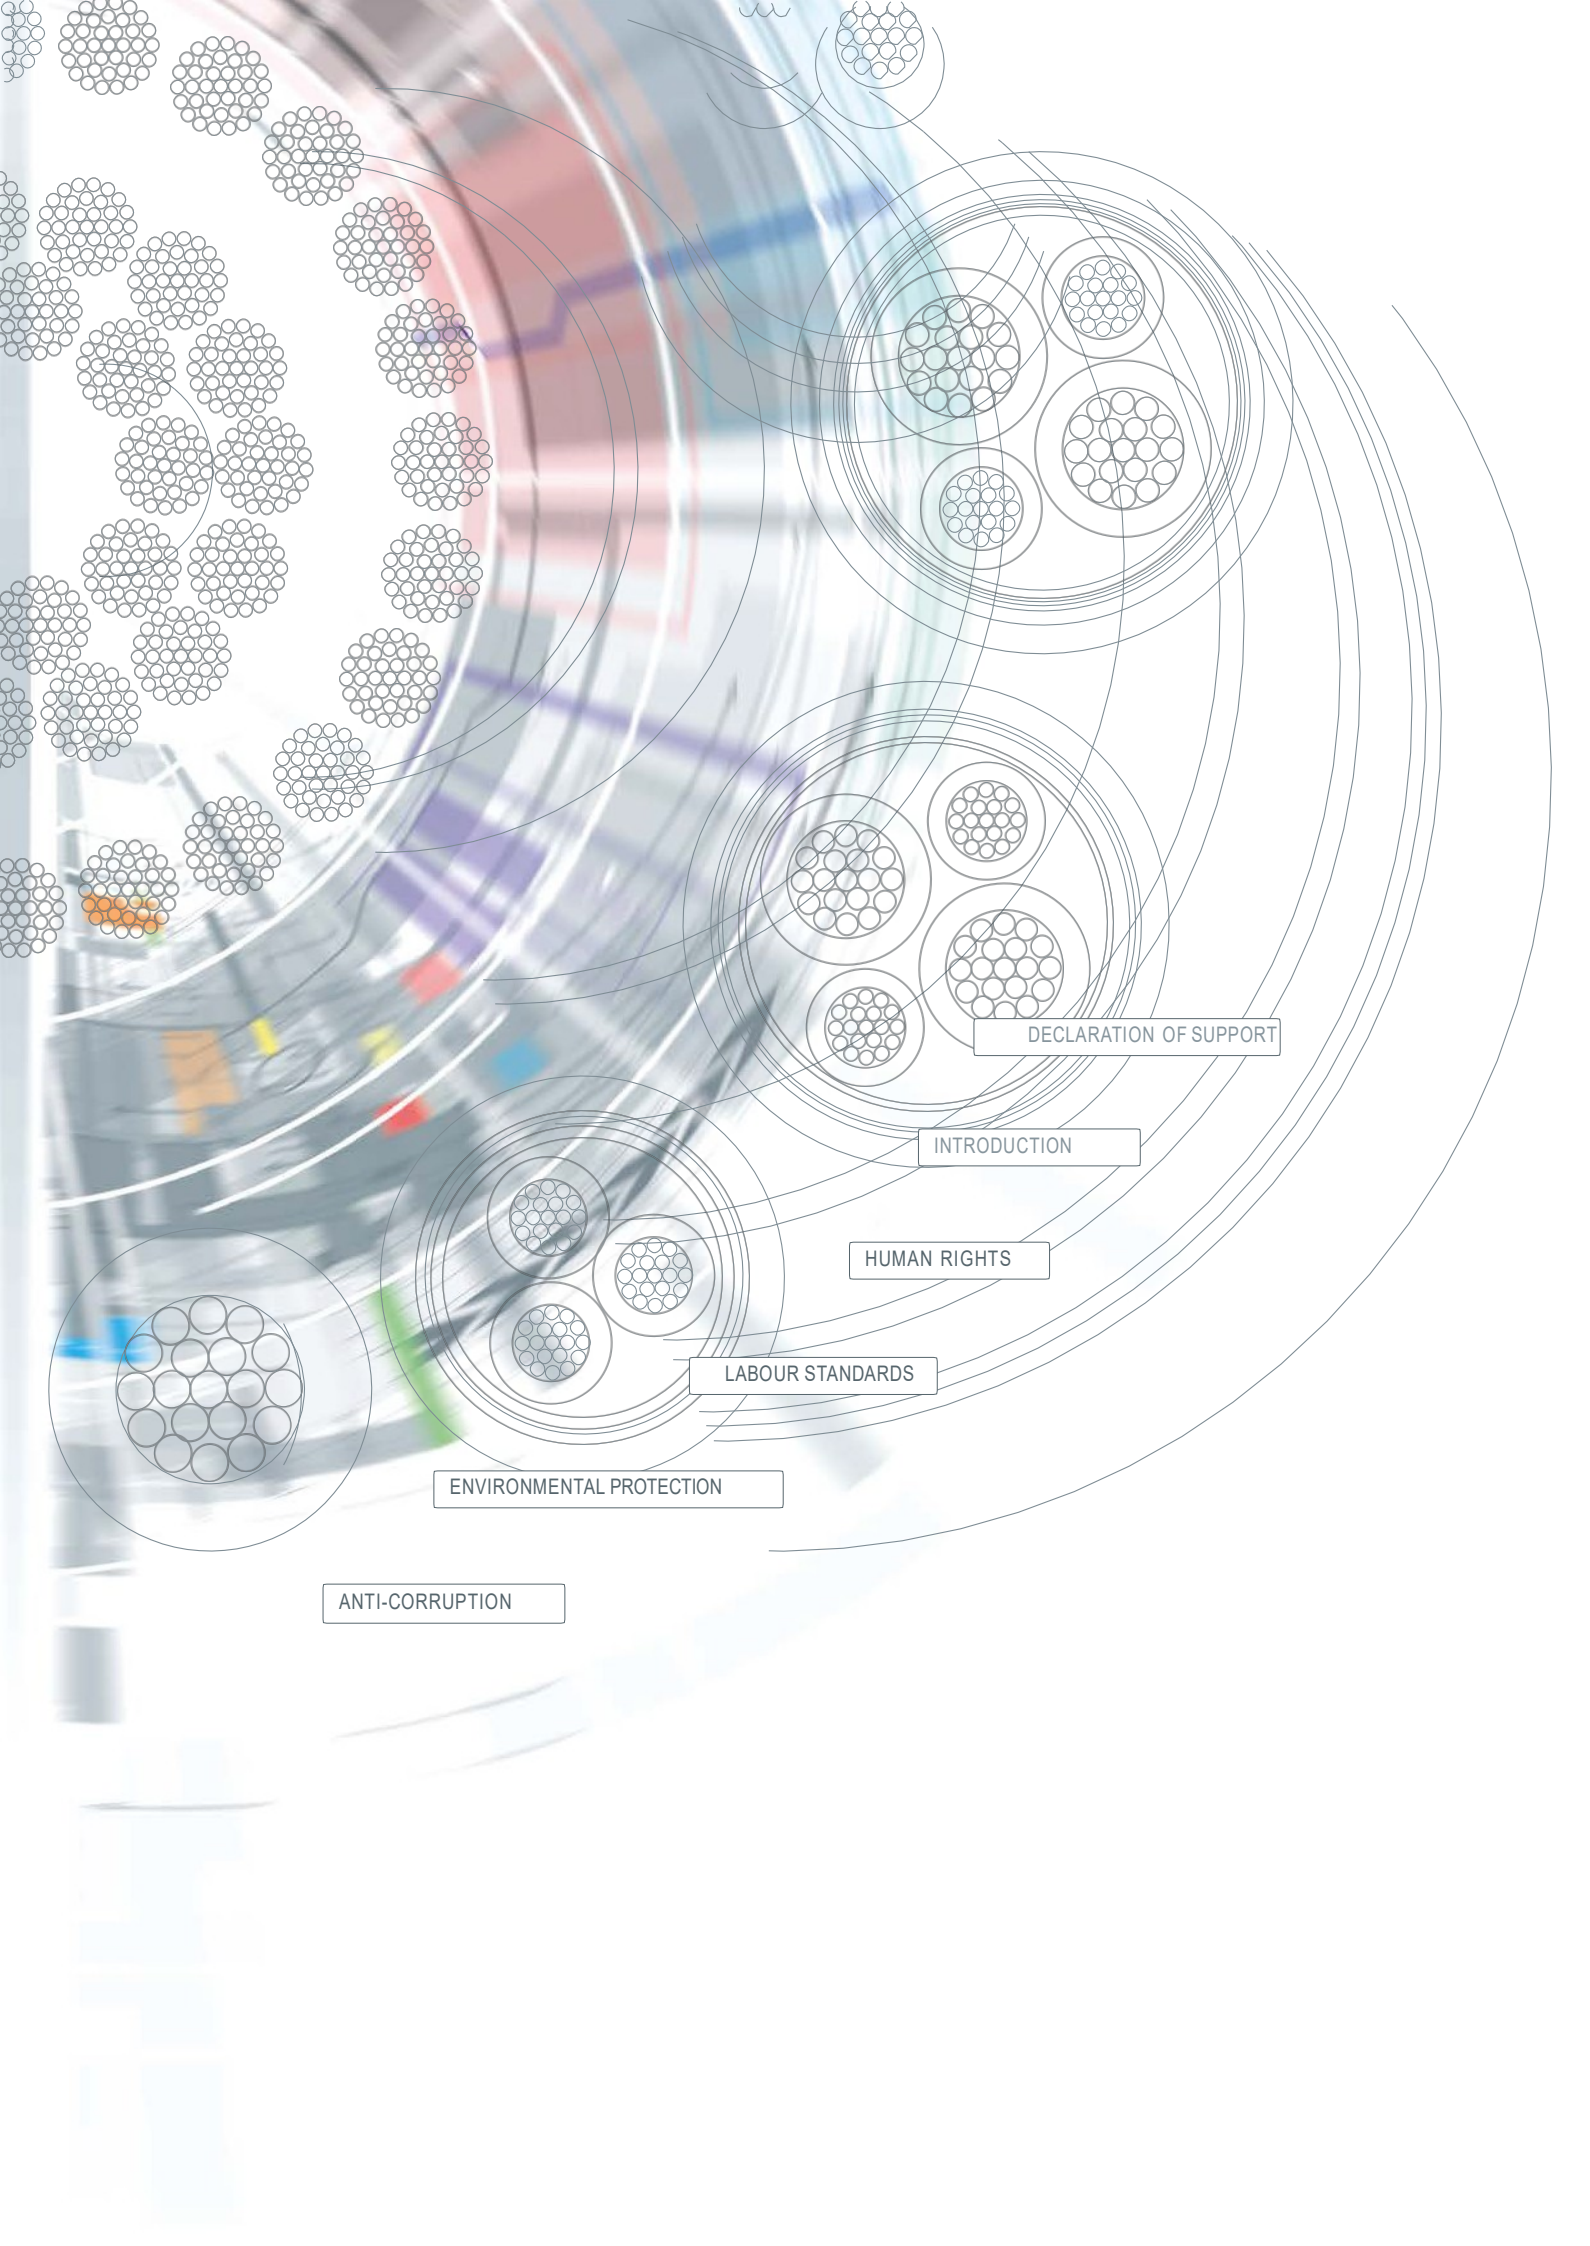 DECLARATION OF SUPPORT
INTRODUCTION
HUMAN RIGHTS
LABOUR STANDARDS
ENVIRONMENTAL PROTECTION
ANTI-CORRUPTION